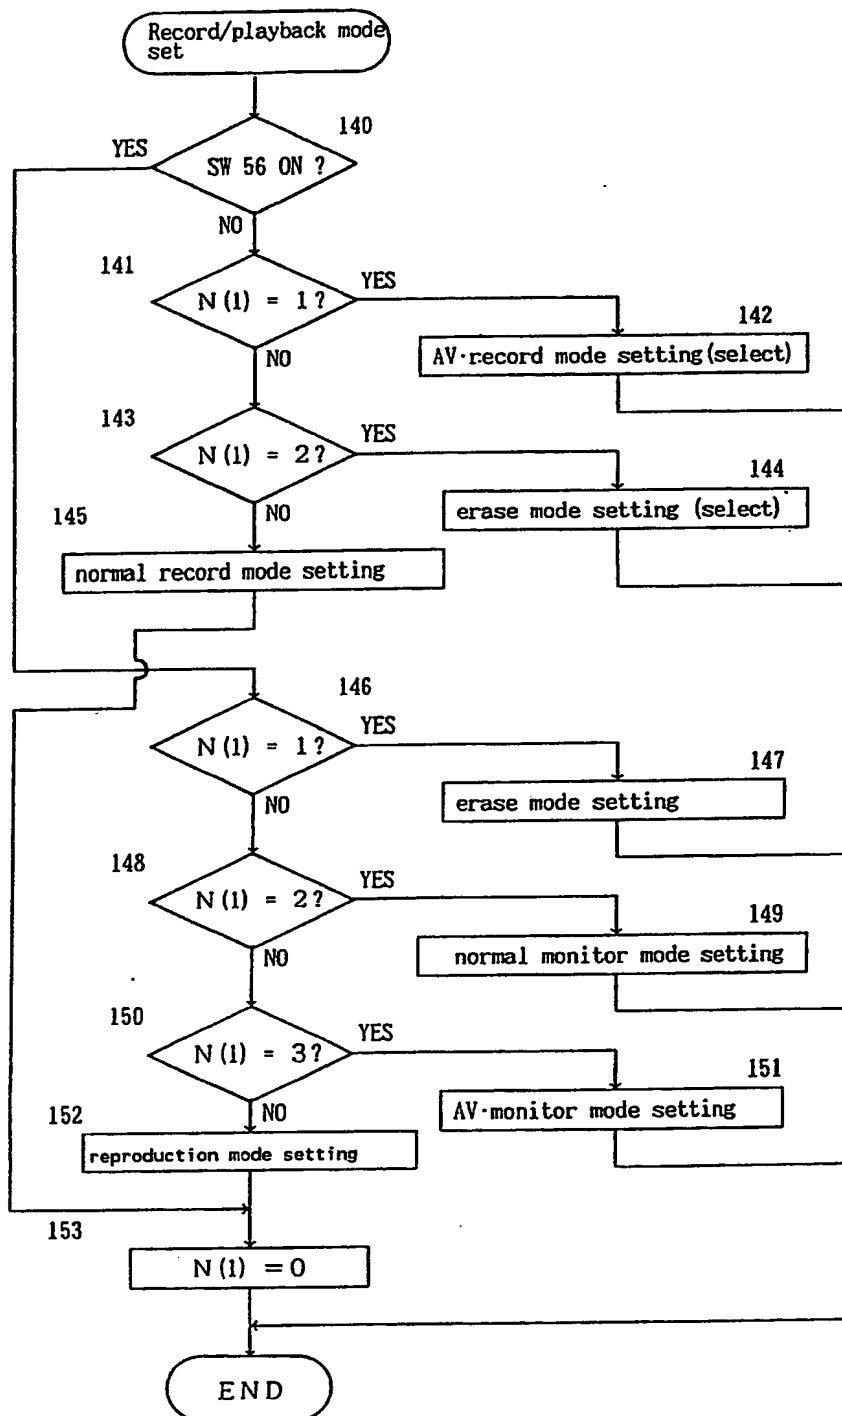 Record/playback mode
set
140
YES
SW 56 ON ?
NO
141
YES
N(1) = 1?
142
NO
AV·record mode setting(select)
143
YES
N(1) = 2?
144
NO
erase mode setting (select)
145
normal record mode setting
146
YES
N(1) = 1?
147
NO
erase mode setting
148
YES
N(1) = 2?
149
NO
normal monitor mode setting
150
YES
N(1) = 3?
151
NO
AV·monitor mode setting
152
reproduction mode setting
153
N(1) = 0
END